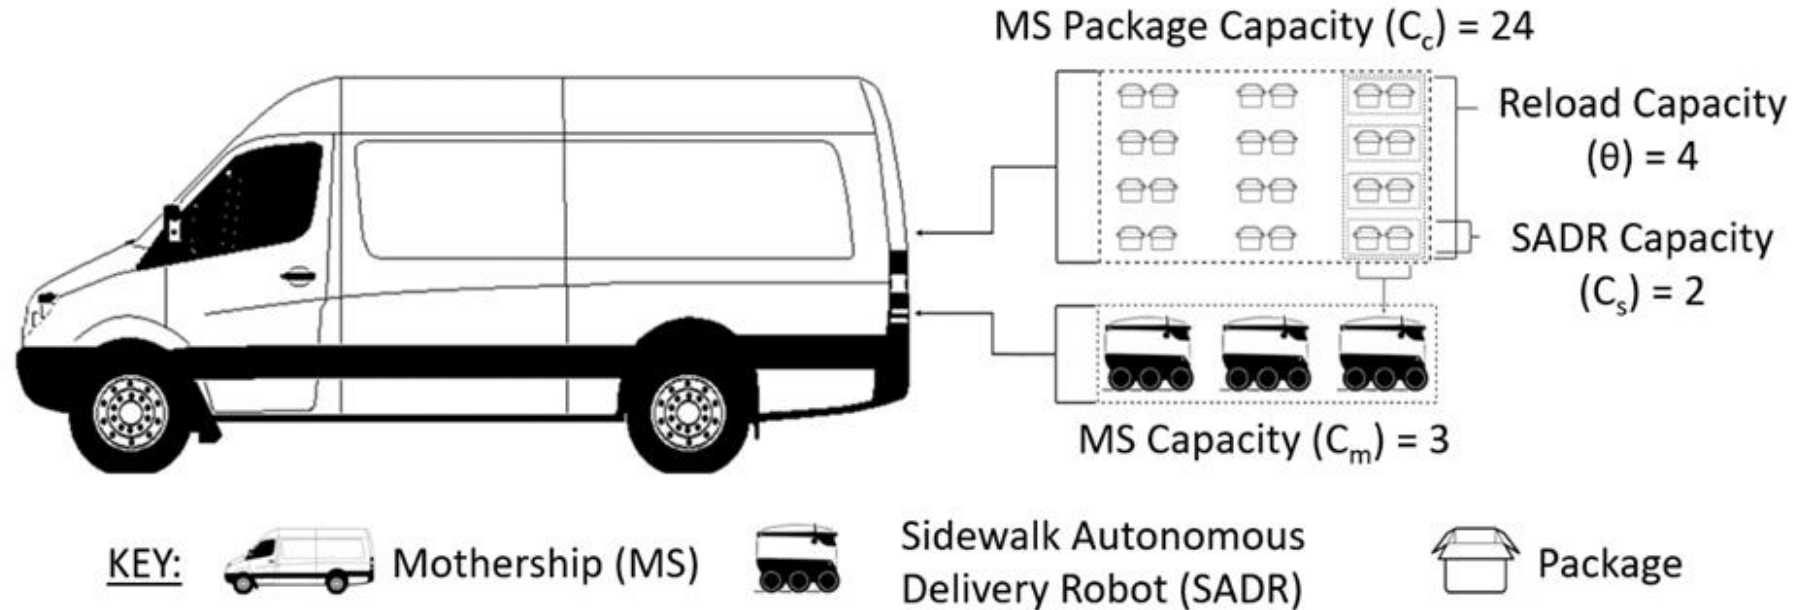 MS Package Capacity (Cc) = 24
Reload Capacity
(θ) = 4
SADR Capacity
(Cs) = 2
MS Capacity (Cm) = 3
KEY:
Mothership (MS)
Sidewalk Autonomous
Delivery Robot (SADR)
Package